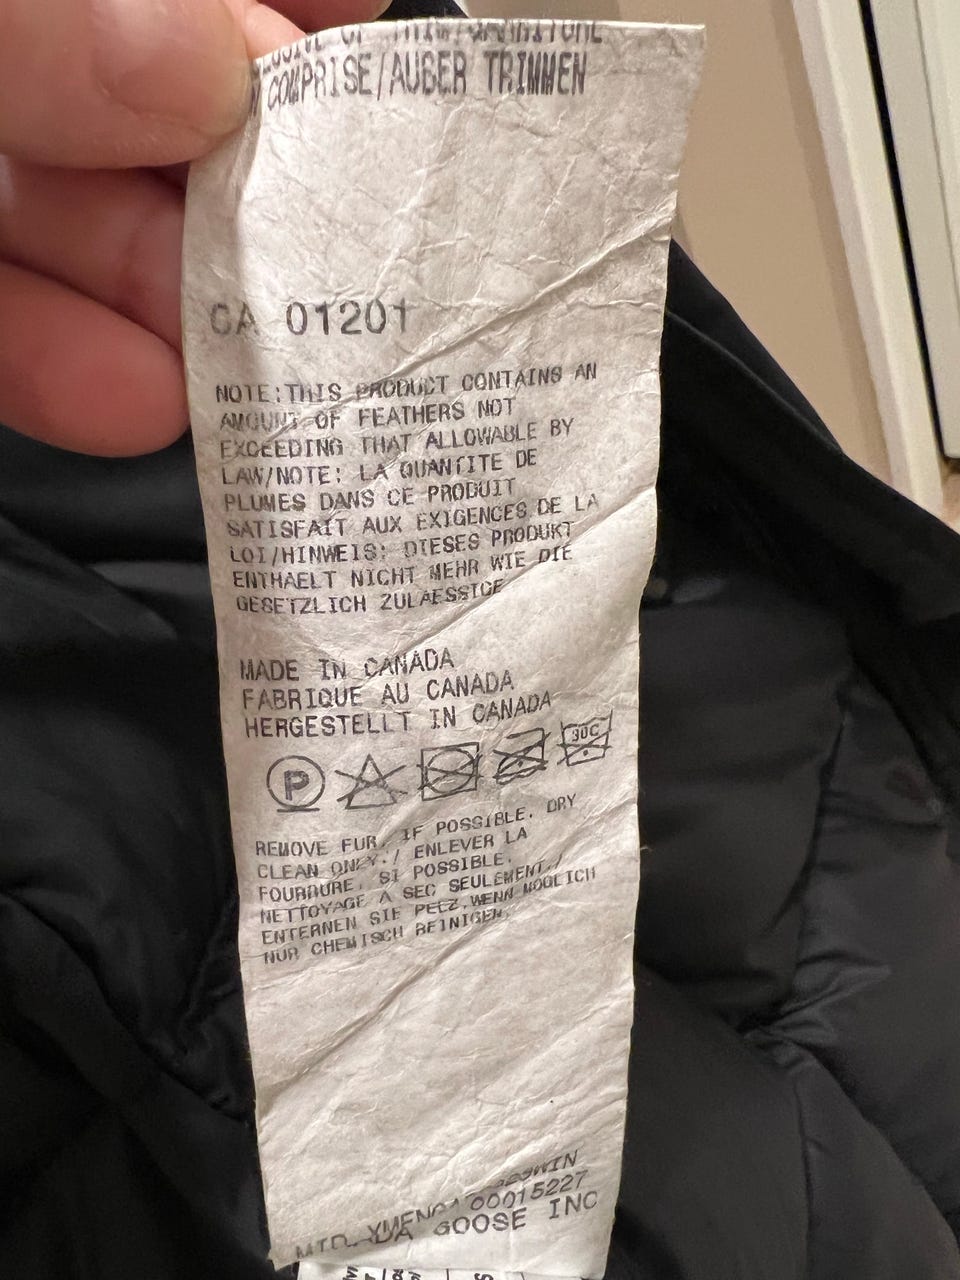 COMPRISE/AUBER TRIMMEN
CA 01201
NOTE:THIS PRODUCT CONTAINS AN
AMOUNT OF FEATHERS NOT
EXCEEDING THAT ALLOWABLE BY
LAW/NOTE: LA QUANTITE DE
PLUMES DANS CE PRODUIT
SATISFAIT AUX EXIGENCES DE LA
LOI/HINWEIS: DIESES PRODUKT
ENTHAELT NICHT MEHR WIE DIE
GESETZLICH ZULAESSIGE
MADE IN CANADA
FABRIQUE AU CANADA
HERGESTELLT IN CANADA
P
30C
REMOVE FUR, IF POSSIBLE. DRY
CLEAN ONLY./ ENLEVER LA
FOURRURE, SI POSSIBLE.
NETTOYAGE A SEC SEULEMENT./
ENTERNEN SIE PELZ,WENN MOGLICH
NUR CHEMISCH REINIGEN.
00015227
GOOSE INC